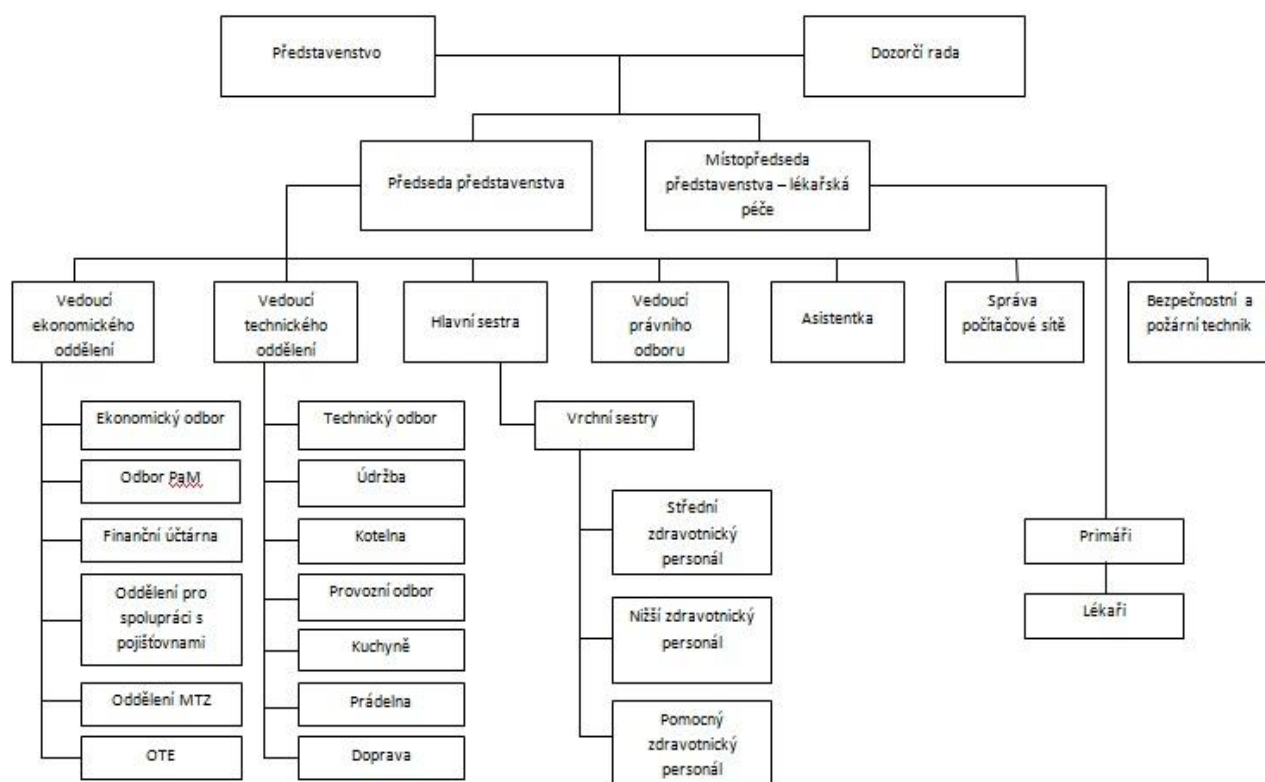 Představenstvo
Dozorčí rada
Předseda představenstva
Místopředseda
představenstva – lékařská
péče
Vedoucí
ekonomického
oddělení
Vedoucí
technického
oddělení
Hlavní sestra
Vedoucí
právního
odboru
Asistentka
Správa
počítačové sítě
Bezpečnostní a
požární technik
Ekonomický odbor
Odbor PaM
Finanční účtárna
Oddělení pro
spolupráci s
pojišťovnami
Oddělení MTZ
OTE
Technický odbor
Údržba
Kotelna
Provozní odbor
Kuchyně
Prádelna
Doprava
Vrchní sestry
Střední
zdravotnický
personál
Nižší zdravotnický
personál
Pomocný
zdravotnický
personál
Primáři
Lékaři